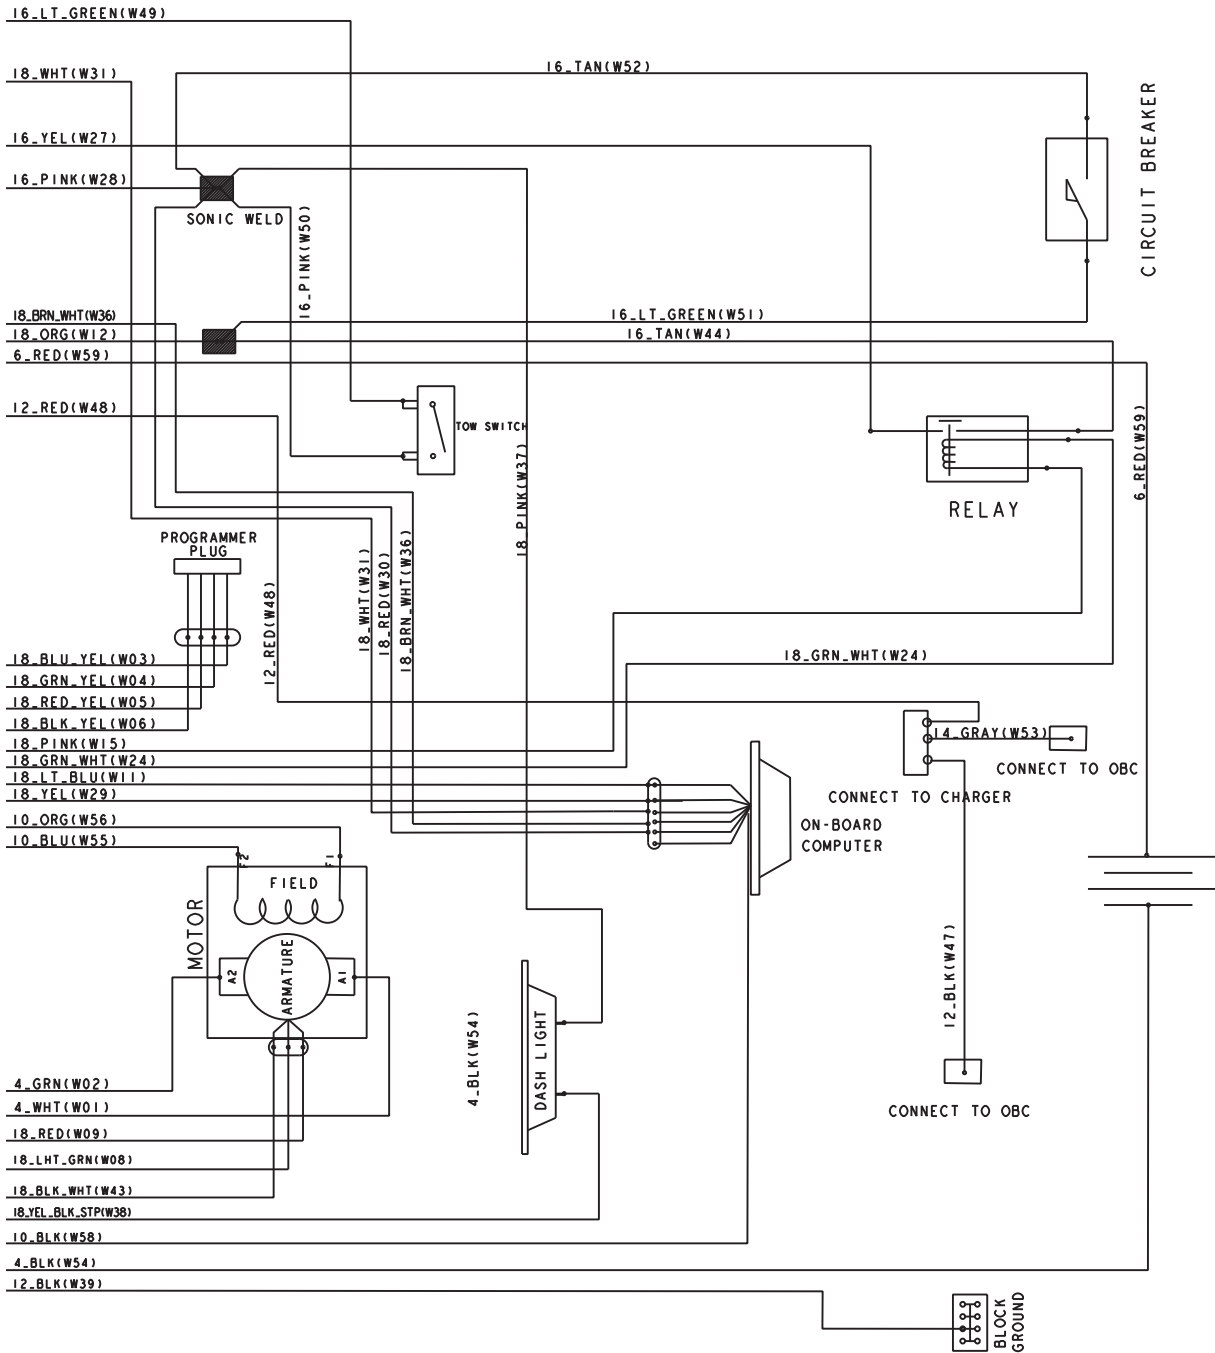 16_LT_GREEN(W49)
18_WHT(W31)
16_TAN(W52)
16_YEL(W27)
16_PINK(W28)
SONIC WELD
16_PINK(W50)
CIRCUIT BREAKER
18_BRN_WHT(W36)
18_ORG(W12)
6_RED(W59)
16_LT_GREEN(W51)
16_TAN(W44)
12_RED(W48)
TOW SWITCH
18_PINK(W37)
RELAY
6_RED(W59)
PROGRAMMER
PLUG
12_RED(W48)
18_WHT(W31)
18_RED(W30)
18_BRN_WHT(W36)
18_BLU_YEL(W03)
18_GRN_YEL(W04)
18_RED_YEL(W05)
18_BLK_YEL(W06)
18_PINK(W15)
18_GRN_WHT(W24)
18_LT_BLU(W11)
18_YEL(W29)
18_GRN_WHT(W24)
14_GRAY(W53)
CONNECT TO OBC
CONNECT TO CHARGER
ON-BOARD
COMPUTER
10_ORG(W56)
10_BLU(W55)
F2
F1
FIELD
MOTOR
A2
ARMATURE
A1
4_BLK(W54)
DASH LIGHT
12_BLK(W47)
CONNECT TO OBC
4_GRN(W02)
4_WHT(W01)
18_RED(W09)
18_LHT_GRN(W08)
18_BLK_WHT(W43)
18_YEL_BLK_STP(W38)
10_BLK(W58)
4_BLK(W54)
12_BLK(W39)
BLOCK
GROUND